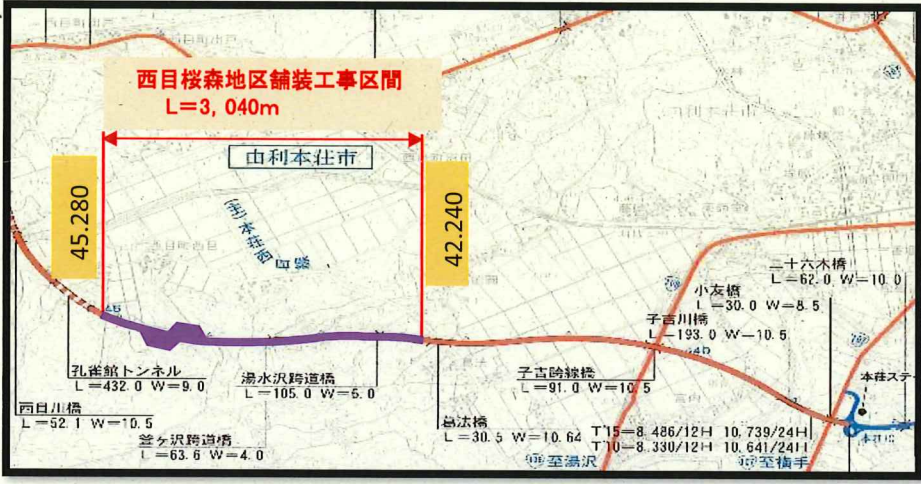 西目桜森地区舗装工事区間
L=3,040m
由利本荘市
45.280
42.240
(主)本荘西目線
二十六木橋
L=62.0 W=10.0
小友橋
L=30.0 W=8.5
子吉川橋
L=193.0 W=10.5
孔雀館トンネル
L=432.0 W=9.0
湯水沢跨道橋
L=105.0 W=6.0
子吉跨線橋
L=91.0 W=10.5
西目川橋
L=52.1 W=10.5
L=30.5 W=10.64
釜ヶ沢跨道橋
L=63.6 W=4.0
T15=8.486/12H 10.739/24H
T10=8.330/12H 10.641/24H
至湯沢
至横手